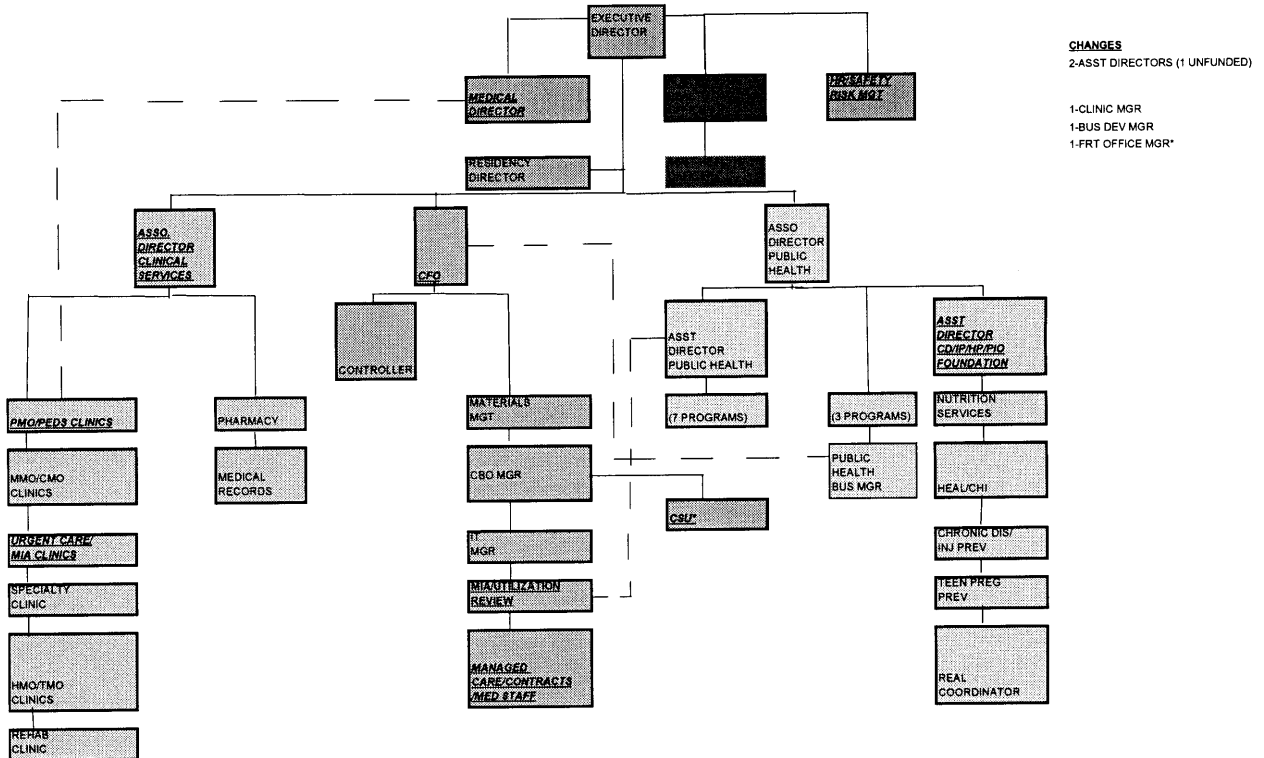 EXECUTIVE
DIRECTOR
CHANGES
2-ASST DIRECTORS (1 UNFUNDED)
1-CLINIC MGR
1-BUS DEV MGR
1-FRT OFFICE MGR*
MEDICAL
DIRECTOR
HR/SAFETY
RISK MGT
RESIDENCY
DIRECTOR
ASSO.
DIRECTOR
CLINICAL
SERVICES
CFO
ASSO
DIRECTOR
PUBLIC
HEALTH
CONTROLLER
ASST
DIRECTOR
PUBLIC HEALTH
ASST
DIRECTOR
CD/IP/HP/PIO
FOUNDATION
PMO/PEDS CLINICS
PHARMACY
MATERIALS
MGT
(7 PROGRAMS)
(3 PROGRAMS)
NUTRITION
SERVICES
MMO/CMO
CLINICS
MEDICAL
RECORDS
CBO MGR
PUBLIC
HEALTH
BUS MGR
HEAL/CHI
CSU*
URGENT CARE/
MIA CLINICS
IT
MGR
CHRONIC DIS/
INJ PREV
SPECIALTY
CLINIC
MIA/UTILIZATION
REVIEW
TEEN PREG
PREV
HMO/TMO
CLINICS
MANAGED
CARE/CONTRACTS
/MED STAFF
REAL
COORDINATOR
REHAB
CLINIC